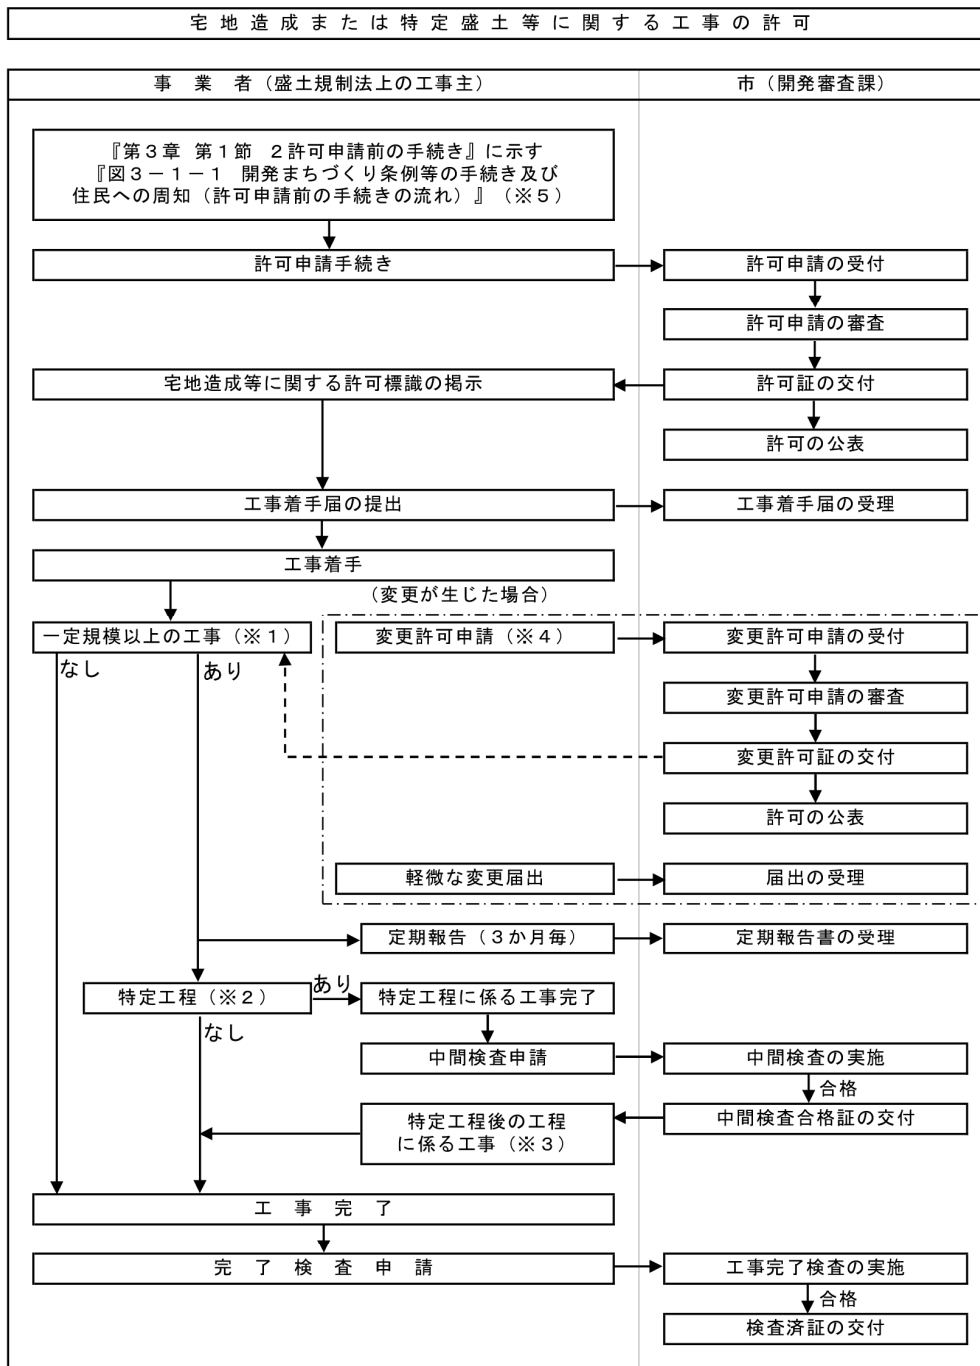 宅地造成または特定盛土等に関する工事の許可
事業者（盛土規制法上の工事主）
市（開発審査課）
『第３章 第１節 ２許可申請前の手続き』に示す
『図３－１－１ 開発まちづくり条例等の手続き及び
住民への周知（許可申請前の手続きの流れ）』（※５）
許可申請手続き
許可申請の受付
許可申請の審査
宅地造成等に関する許可標識の掲示
許可証の交付
許可の公表
工事着手届の提出
工事着手届の受理
工事着手
（変更が生じた場合）
一定規模以上の工事（※１）
変更許可申請（※４）
変更許可申請の受付
なし
あり
変更許可申請の審査
変更許可証の交付
許可の公表
軽微な変更届出
届出の受理
定期報告（３か月毎）
定期報告書の受理
特定工程（※２）
あり
特定工程に係る工事完了
なし
中間検査申請
中間検査の実施
合格
特定工程後の工程
に係る工事（※３）
中間検査合格証の交付
工事完了
完了検査申請
工事完了検査の実施
合格
検査済証の交付